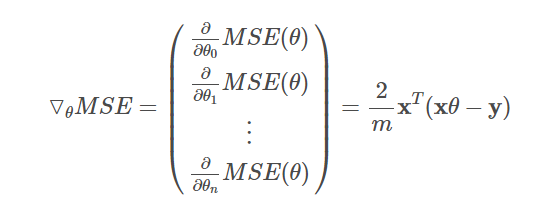 ▽θMSE = ( ∂/∂θ₀ MSE(θ)
∂/∂θ₁ MSE(θ)
⋮
∂/∂θₙ MSE(θ) ) = 2/m 𝐱ᵀ(𝐱θ − 𝐲)